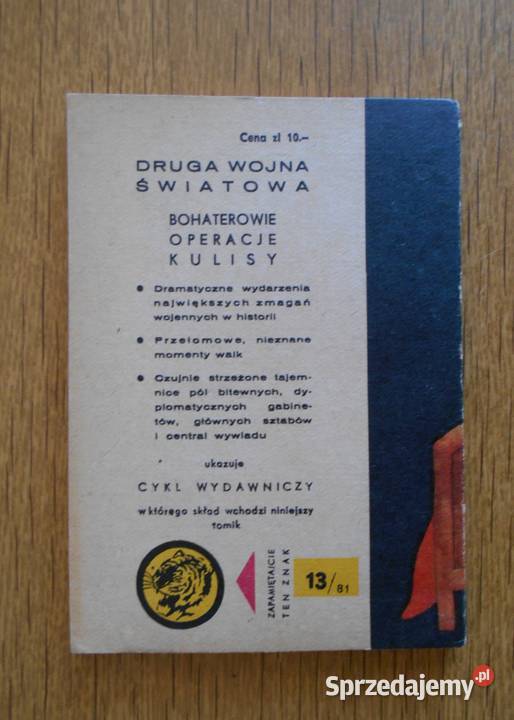 Cena zł 10.–
DRUGA WOJNA
ŚWIATOWA
BOHATEROWIE
OPERACJE
KULISY
● Dramatyczne wydarzenia
największych zmagań
wojennych w historii
● Przełomowe, nieznane
momenty walk
● Czujnie strzeżone tajem-
nice pól bitewnych, dy-
plomatycznych gabine-
tów, głównych sztabów
i central wywiadu
ukazuje
CYKL WYDAWNICZY
w którego skład wchodzi niniejszy
tomik
ZAPAMIĘTAJCIE
TEN ZNAK
13/81
Sprzedajemy.pl